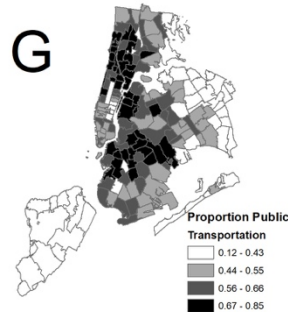 G
Proportion Public
Transportation
0.12 - 0.43
0.44 - 0.55
0.56 - 0.66
0.67 - 0.85